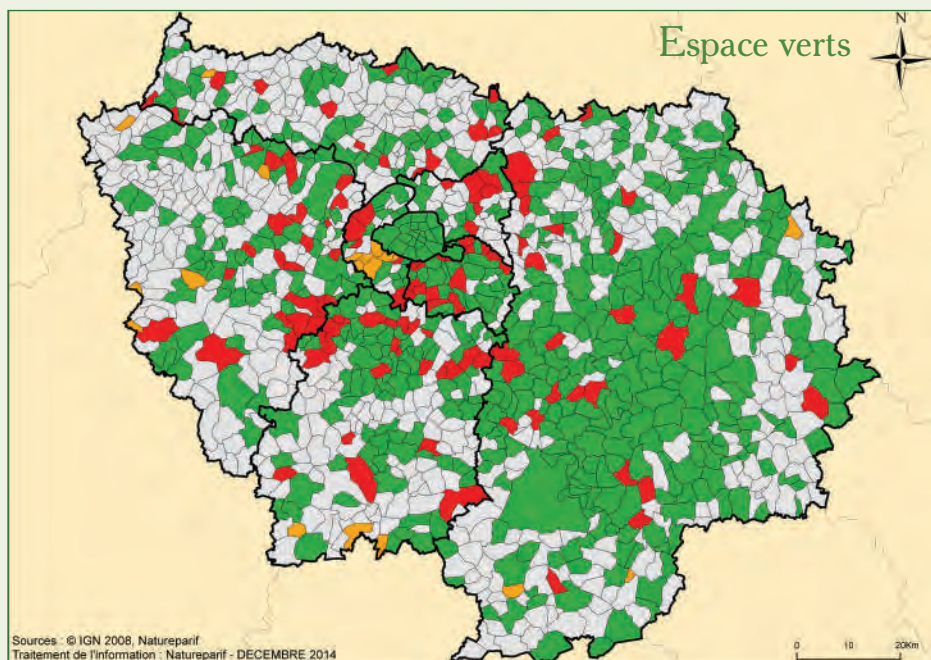 Espace verts
N
Sources : © IGN 2008, Natureparif
Traitement de l'information : Natureparif - DECEMBRE 2014
0 10 20Km